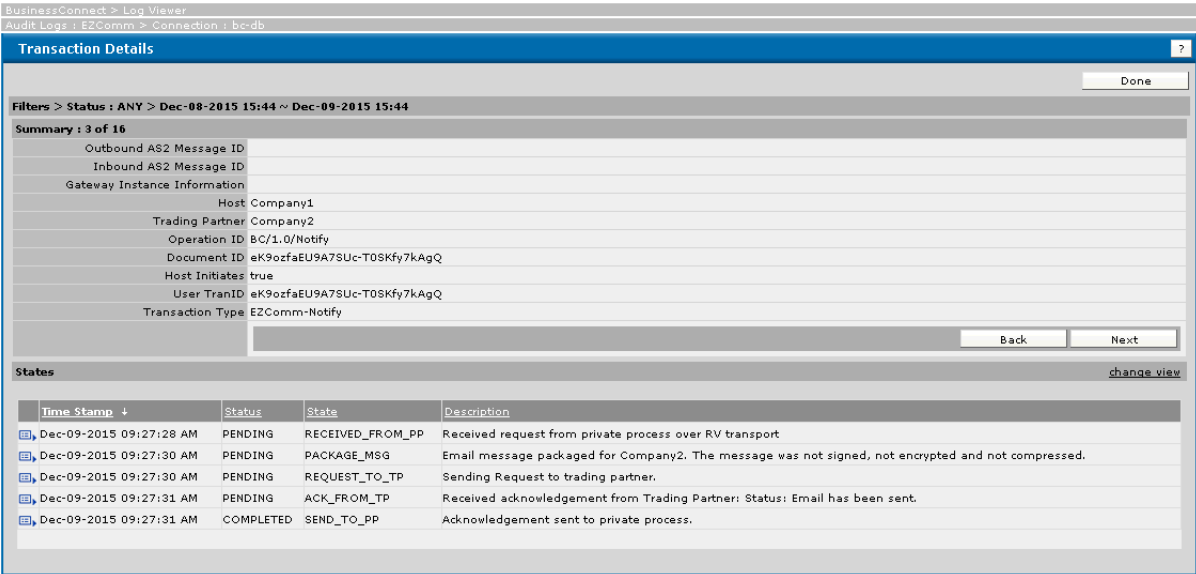 BusinessConnect > Log Viewer
Audit Logs : EZComm > Connection : bc-db
Transaction Details ?
Done
Filters > Status : ANY > Dec-08-2015 15:44 ~ Dec-09-2015 15:44
Summary : 3 of 16
Outbound AS2 Message ID
Inbound AS2 Message ID
Gateway Instance Information
Host Company1
Trading Partner Company2
Operation ID BC/1.0/Notify
Document ID eK9ozfaEU9A7SUc-T0SKfy7kAgQ
Host Initiates true
User TranID eK9ozfaEU9A7SUc-T0SKfy7kAgQ
Transaction Type EZComm-Notify
Back Next
States change view
Time Stamp ↓ Status State Description
Dec-09-2015 09:27:28 AM PENDING RECEIVED_FROM_PP Received request from private process over RV transport
Dec-09-2015 09:27:30 AM PENDING PACKAGE_MSG Email message packaged for Company2. The message was not signed, not encrypted and not compressed.
Dec-09-2015 09:27:30 AM PENDING REQUEST_TO_TP Sending Request to trading partner.
Dec-09-2015 09:27:31 AM PENDING ACK_FROM_TP Received acknowledgement from Trading Partner: Status: Email has been sent.
Dec-09-2015 09:27:31 AM COMPLETED SEND_TO_PP Acknowledgement sent to private process.